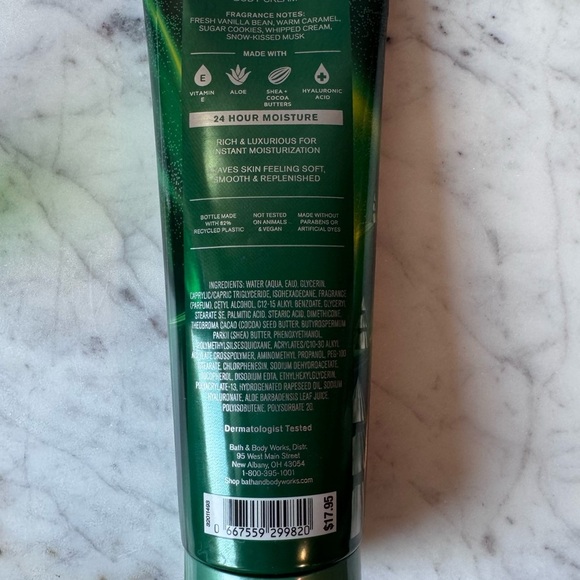 BODY CREAM
FRAGRANCE NOTES:
FRESH VANILLA BEAN, WARM CARAMEL,
SUGAR COOKIES, WHIPPED CREAM,
SNOW-KISSED MUSK
MADE WITH
E
VITAMIN
E
ALOE
SHEA +
COCOA
BUTTERS
HYALURONIC
ACID
24 HOUR MOISTURE
RICH & LUXURIOUS FOR
INSTANT MOISTURIZATION
LEAVES SKIN FEELING SOFT,
SMOOTH & REPLENISHED
BOTTLE MADE
WITH 82%
RECYCLED PLASTIC
NOT TESTED
ON ANIMALS
& VEGAN
MADE WITHOUT
PARABENS OR
ARTIFICIAL DYES
INGREDIENTS: WATER (AQUA, EAU), GLYCERIN,
CAPRYLIC/CAPRIC TRIGLYCERIDE, ISOHEXADECANE, FRAGRANCE
(PARFUM), CETYL ALCOHOL, C12-15 ALKYL BENZOATE, GLYCERYL
STEARATE SE, PALMITIC ACID, STEARIC ACID, DIMETHICONE,
THEOBROMA CACAO (COCOA) SEED BUTTER, BUTYROSPERMUM
PARKII (SHEA) BUTTER, PHENOXYETHANOL,
POLYMETHYLSILSESQUIOXANE, ACRYLATES/C10-30 ALKYL
ACRYLATE CROSSPOLYMER, AMINOMETHYL PROPANOL, PEG-100
STEARATE, CHLORPHENESIN, SODIUM DEHYDROACETATE,
TOCOPHEROL, DISODIUM EDTA, ETHYLHEXYLGLYCERIN,
POLYACRYLATE-13, HYDROGENATED RAPESEED OIL, SODIUM
HYALURONATE, ALOE BARBADENSIS LEAF JUICE,
POLYISOBUTENE, POLYSORBATE 20.
Dermatologist Tested
Bath & Body Works, Distr.
95 West Main Street
New Albany, OH 43054
1-800-395-1001
Shop bathandbodyworks.com
0 667559 299820
$17.95